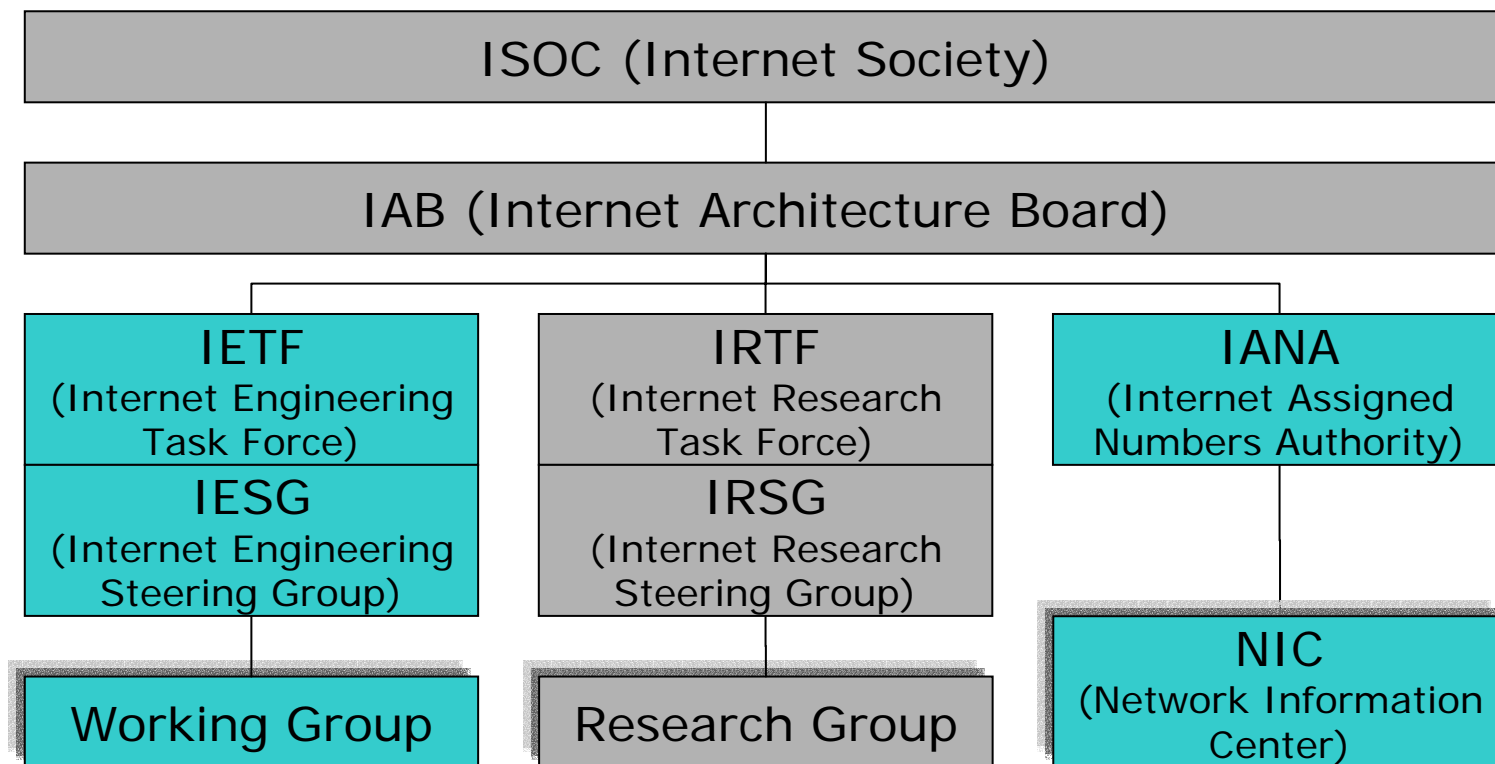 ISOC (Internet Society)
IAB (Internet Architecture Board)
IETF
(Internet Engineering
Task Force)
IESG
(Internet Engineering
Steering Group)
Working Group
IRTF
(Internet Research
Task Force)
IRSG
(Internet Research
Steering Group)
Research Group
IANA
(Internet Assigned
Numbers Authority)
NIC
(Network Information
Center)